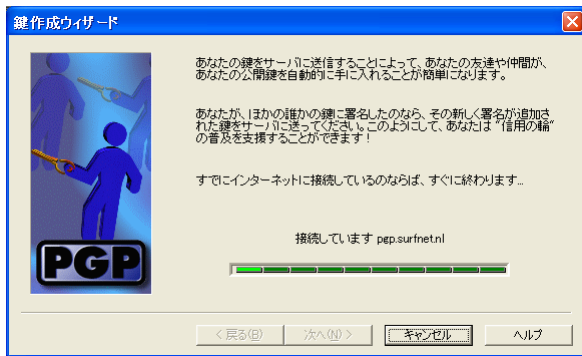 鍵作成ウィザード
あなたの鍵をサーバに送信することによって、あなたの友達や仲間が、
あなたの公開鍵を自動的に手に入れることが簡単になります。
あなたが、ほかの誰かの鍵に署名したのなら、その新しく署名が追加さ
れた鍵をサーバに送ってください。このようにして、あなたは "信用の輪"
の普及を支援することができます！
すでにインターネットに接続しているのならば、すぐに終わります...
接続しています pgp.surfnet.nl
PGP
< 戻る(B)
次へ(N) >
キャンセル
ヘルプ